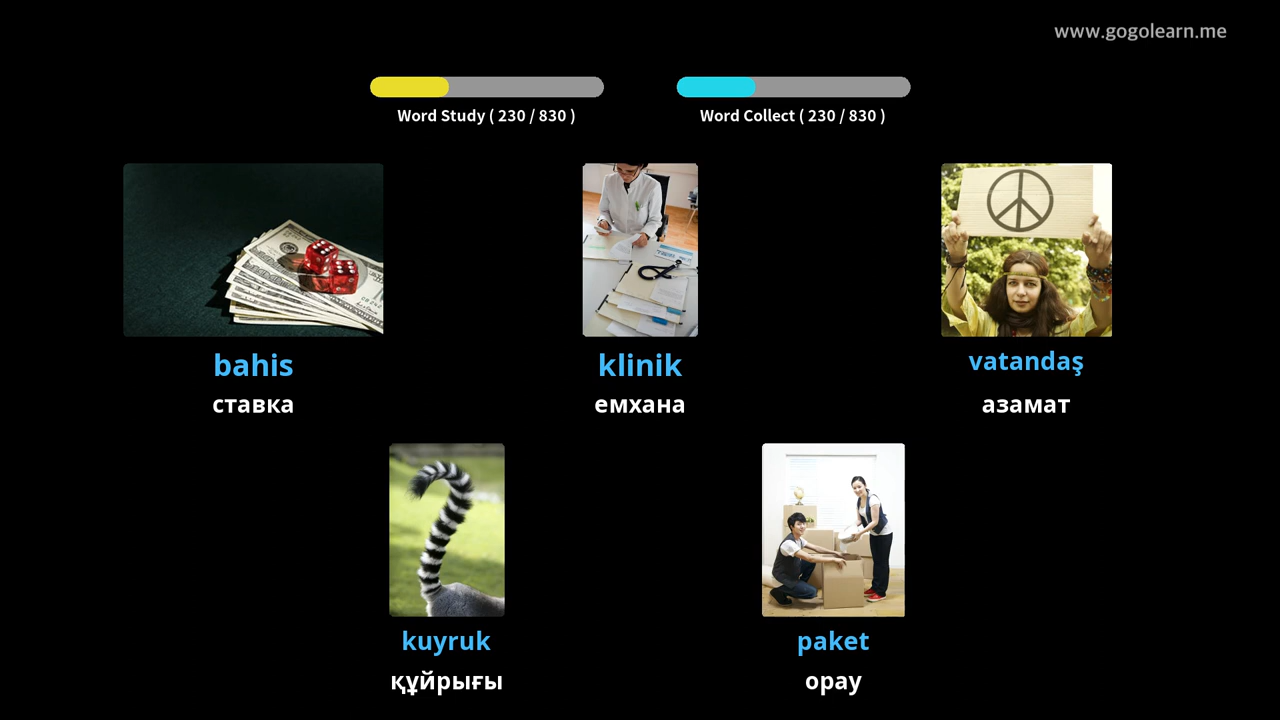 www.gogolearn.me
Word Study ( 230 / 830 )
Word Collect ( 230 / 830 )
bahis
ставка
klinik
емхана
vatandaş
азамат
kuyruk
құйрығы
paket
орау